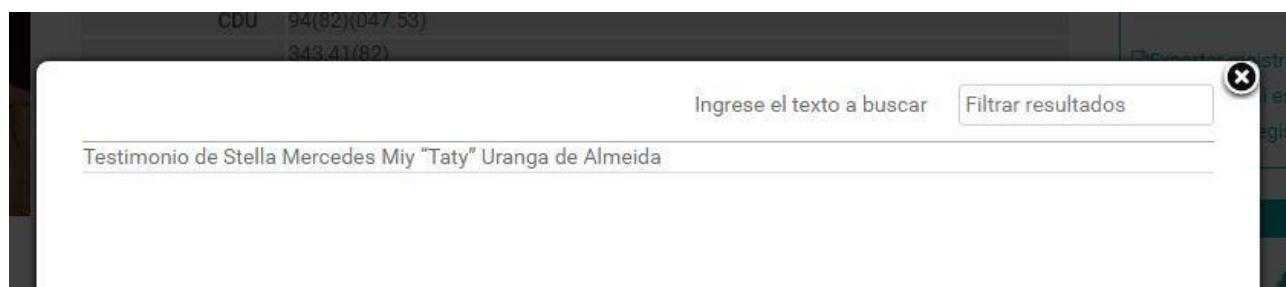 CDU 94(82)(047.53)
343.41(82)
Ingrese el texto a buscar Filtrar resultados
Testimonio de Stella Mercedes Miy “Taty” Uranga de Almeida